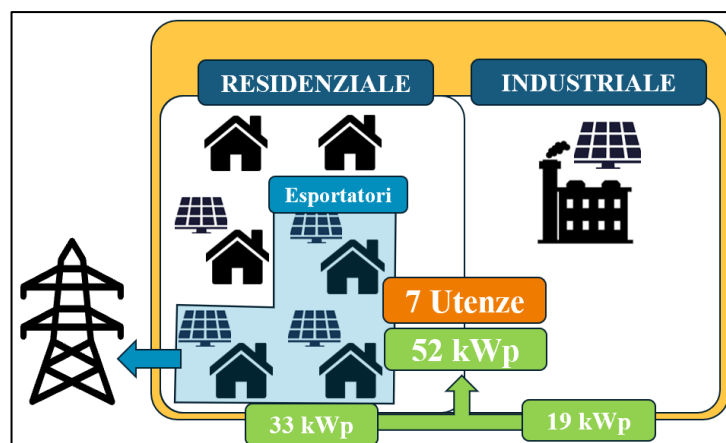 RESIDENZIALE
INDUSTRIALE
Esportatori
7 Utenze
52 kWp
33 kWp
19 kWp